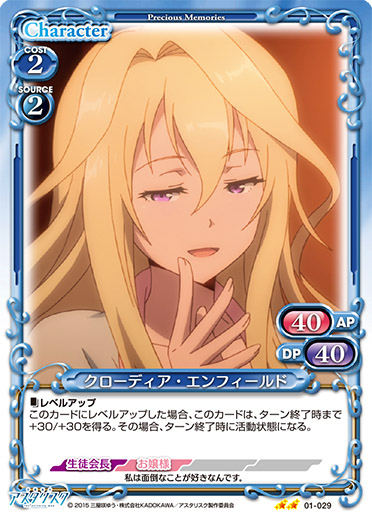 Precious Memories
Character
COST
2
SOURCE
2
40 AP
DP 40
クローディア・エンフィールド
■レベルアップ
このカードにレベルアップした場合、このカードは、ターン終了時まで
+30/+30を得る。その場合、ターン終了時に活動状態になる。
生徒会長 お嬢様
私は面倒なことが好きなんです。
アスタリスク
© 2015 三屋咲ゆう・株式会社KADOKAWA／アスタリスク製作委員会
01-029